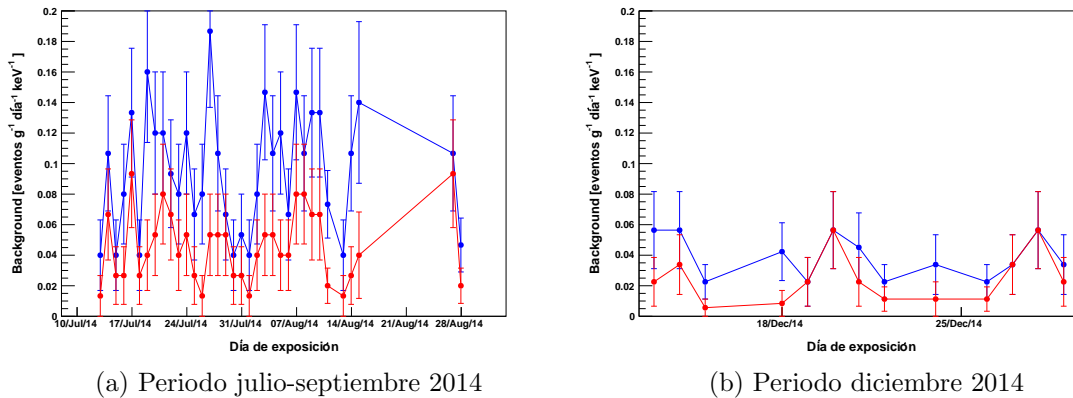 Background [eventos g⁻¹ día⁻¹ keV⁻¹ ]
0.2
0.18
0.16
0.14
0.12
0.1
0.08
0.06
0.04
0.02
0
10/Jul/14 17/Jul/14 24/Jul/14 31/Jul/14 07/Aug/14 14/Aug/14 21/Aug/14 28/Aug/14
Día de exposición
(a) Periodo julio-septiembre 2014
Background [eventos g⁻¹ día⁻¹ keV⁻¹ ]
0.2
0.18
0.16
0.14
0.12
0.1
0.08
0.06
0.04
0.02
0
18/Dec/14 25/Dec/14
Día de exposición
(b) Periodo diciembre 2014